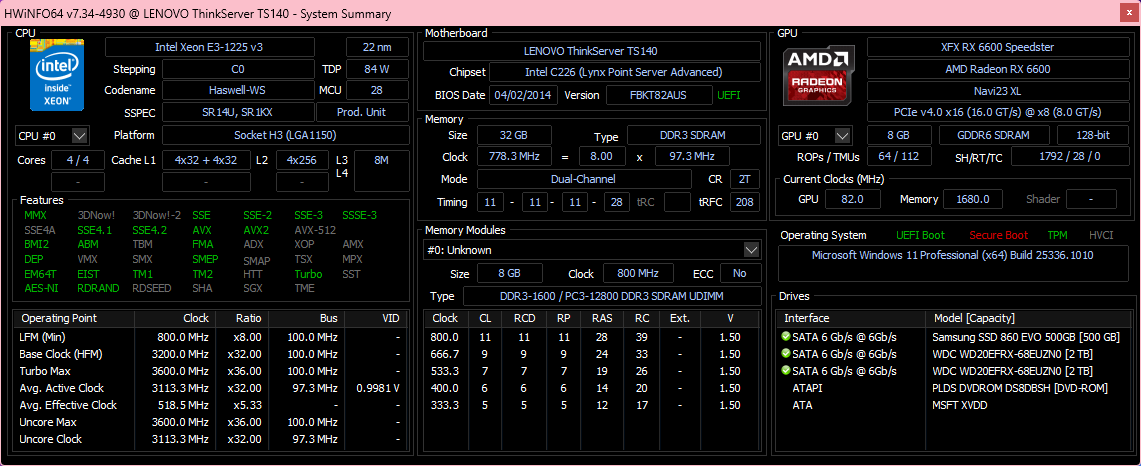 HWiNFO64 v7.34-4930 @ LENOVO ThinkServer TS140 - System Summary
CPU
intel inside™ XEON®
Intel Xeon E3-1225 v3 22 nm
Stepping C0 TDP 84 W
Codename Haswell-WS MCU 28
SSPEC SR14U, SR1KX Prod. Unit
CPU #0 Platform Socket H3 (LGA1150)
Cores 4 / 4 Cache L1 4x32 + 4x32 L2 4x256 L3 8M
- - - L4
Features
MMX 3DNow! 3DNow!-2 SSE SSE-2 SSE-3 SSSE-3
SSE4A SSE4.1 SSE4.2 AVX AVX2 AVX-512
BMI2 ABM TBM FMA ADX XOP AMX
DEP VMX SMX SMEP SMAP TSX MPX
EM64T EIST TM1 TM2 HTT Turbo SST
AES-NI RDRAND RDSEED SHA SGX TME
Operating Point Clock Ratio Bus VID
LFM (Min) 800.0 MHz x8.00 100.0 MHz -
Base Clock (HFM) 3200.0 MHz x32.00 100.0 MHz -
Turbo Max 3600.0 MHz x36.00 100.0 MHz -
Avg. Active Clock 3113.3 MHz x32.00 97.3 MHz 0.9981 V
Avg. Effective Clock 518.5 MHz x5.33 - -
Uncore Max 3600.0 MHz x36.00 100.0 MHz -
Uncore Clock 3113.3 MHz x32.00 97.3 MHz -
Motherboard
LENOVO ThinkServer TS140
Chipset Intel C226 (Lynx Point Server Advanced)
BIOS Date 04/02/2014 Version FBKT82AUS UEFI
Memory
Size 32 GB Type DDR3 SDRAM
Clock 778.3 MHz = 8.00 x 97.3 MHz
Mode Dual-Channel CR 2T
Timing 11 - 11 - 11 - 28 tRC tRFC 208
Memory Modules
#0: Unknown
Size 8 GB Clock 800 MHz ECC No
Type DDR3-1600 / PC3-12800 DDR3 SDRAM UDIMM
Clock CL RCD RP RAS RC Ext. V
800.0 11 11 11 28 39 - 1.50
666.7 9 9 9 24 33 - 1.50
533.3 7 7 7 19 26 - 1.50
400.0 6 6 6 14 20 - 1.50
333.3 5 5 5 12 17 - 1.50
GPU
AMD RADEON GRAPHICS
XFX RX 6600 Speedster
AMD Radeon RX 6600
Navi23 XL
PCIe v4.0 x16 (16.0 GT/s) @ x8 (8.0 GT/s)
GPU #0 8 GB GDDR6 SDRAM 128-bit
ROPs / TMUs 64 / 112 SH/RT/TC 1792 / 28 / 0
Current Clocks (MHz)
GPU 82.0 Memory 1680.0 Shader -
Operating System UEFI Boot Secure Boot TPM HVCI
Microsoft Windows 11 Professional (x64) Build 25336.1010
Drives
Interface Model [Capacity]
SATA 6 Gb/s @ 6Gb/s Samsung SSD 860 EVO 500GB [500 GB]
SATA 6 Gb/s @ 6Gb/s WDC WD20EFRX-68EUZN0 [2 TB]
SATA 6 Gb/s @ 6Gb/s WDC WD20EFRX-68EUZN0 [2 TB]
ATAPI PLDS DVDROM DS8DBSH [DVD-ROM]
ATA MSFT XVDD